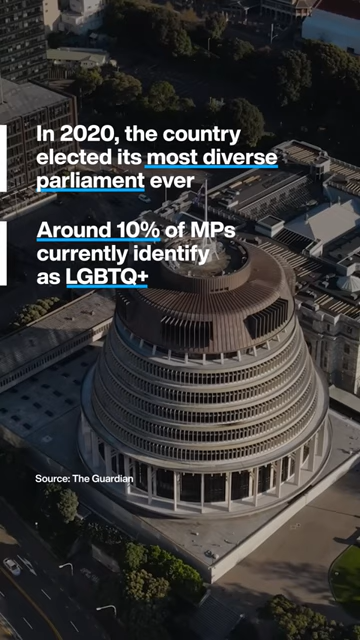 In 2020, the country
elected its most diverse
parliament ever
Around 10% of MPs
currently identify
as LGBTQ+
Source: The Guardian